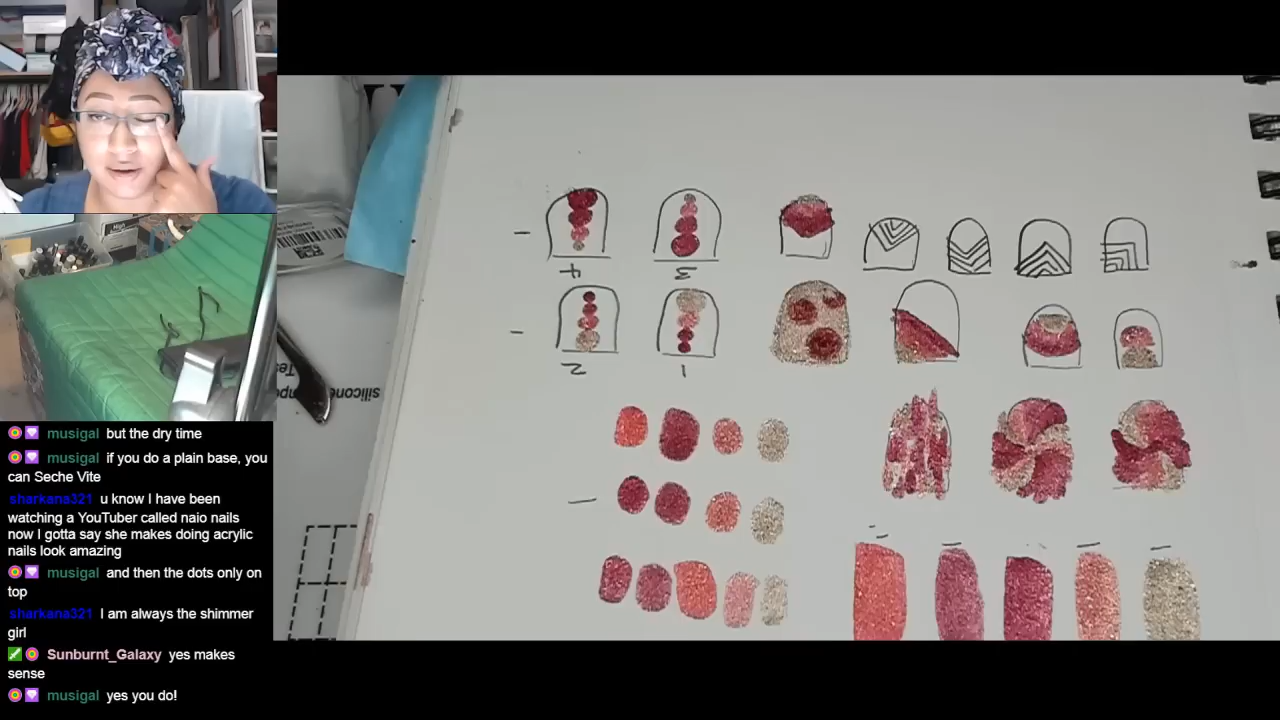 musigal but the dry time
musigal if you do a plain base, you
can Seche Vite
sharkana321 u know I have been
watching a YouTuber called naio nails
now I gotta say she makes doing acrylic
nails look amazing
musigal and then the dots only on
top
sharkana321 I am always the shimmer
girl
Sunburnt_Galaxy yes makes
sense
musigal yes you do!
4
3
2
1
silicone